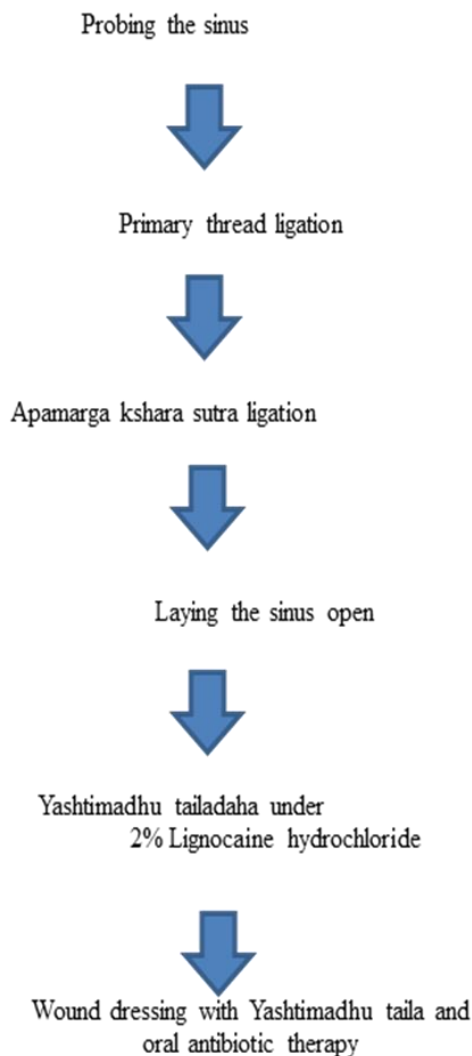 Probing the sinus
Primary thread ligation
Apamarga kshara sutra ligation
Laying the sinus open
Yashtimadhu tailadaha under
2% Lignocaine hydrochloride
Wound dressing with Yashtimadhu taila and
oral antibiotic therapy